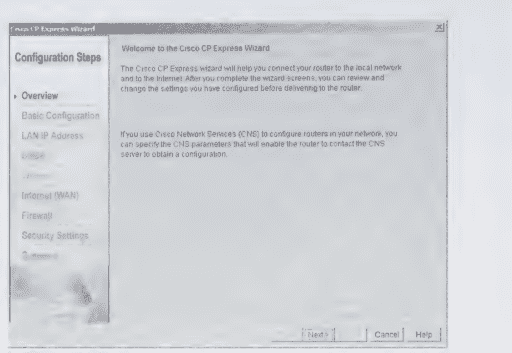 Cisco CP Express Wizard
Configuration Steps
Overview
Basic Configuration
LAN IP Address
DHCP
Internet (WAN)
Firewall
Security Settings
Summary
Welcome to the Cisco CP Express Wizard
The Cisco CP Express wizard will help you connect your router to the local network
and to the Internet. After you complete the wizard screens, you can review and
change the settings you have configured before delivering to the router.
If you use Cisco Network Services (CNS) to configure routers in your network, you
can specify the CNS parameters that will enable the router to contact the CNS
server to obtain a configuration.
Next >
Cancel
Help